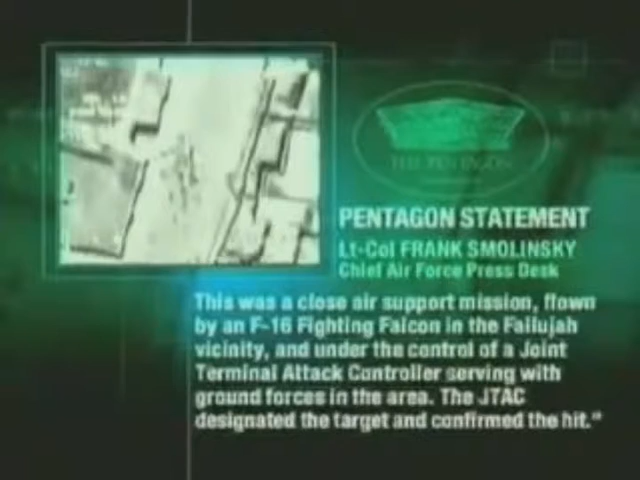 THE PENTAGON
PENTAGON STATEMENT
Lt-Col FRANK SMOLINSKY
Chief Air Force Press Desk
This was a close air support mission, flown
by an F-16 Fighting Falcon in the Fallujah
vicinity, and under the control of a Joint
Terminal Attack Controller serving with
ground forces in the area. The JTAC
designated the target and confirmed the hit."